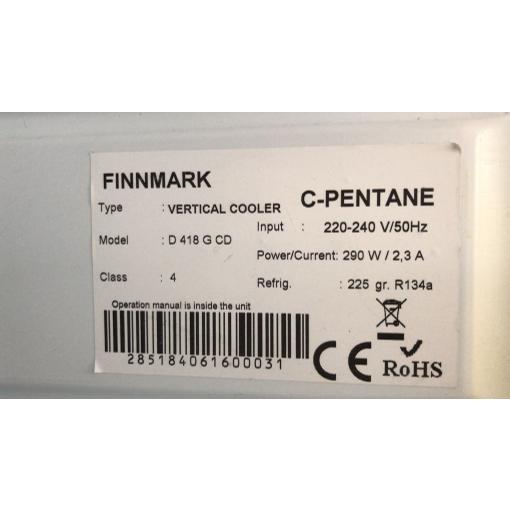 FINNMARK
C-PENTANE
Type : VERTICAL COOLER
Input : 220-240 V/50Hz
Model : D 418 G CD
Power/Current: 290 W / 2,3 A
Class : 4
Refrig. : 225 gr. R134a
Operation manual is inside the unit
285184061600031
CE
RoHS